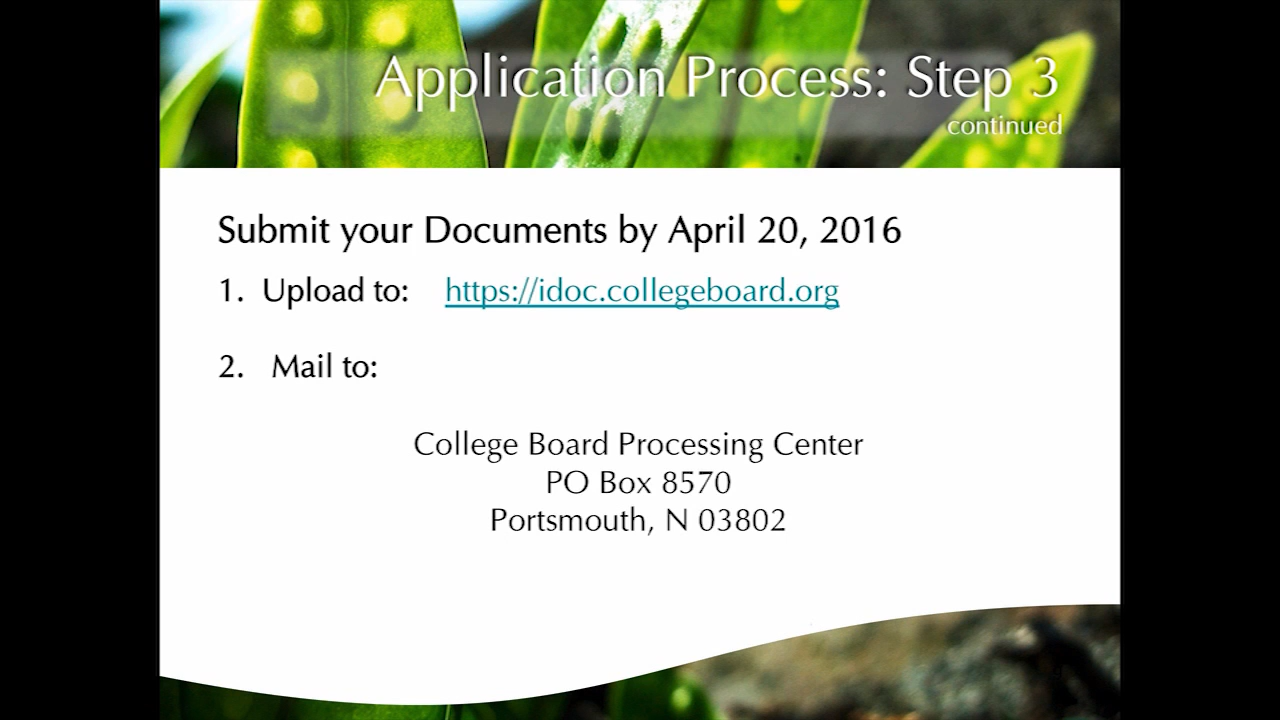 Application Process: Step 3
continued
Submit your Documents by April 20, 2016
1. Upload to: https://idoc.collegeboard.org
2. Mail to:
College Board Processing Center
PO Box 8570
Portsmouth, N 03802